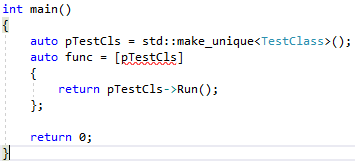 int main()
{
    auto pTestCls = std::make_unique<TestClass>();
    auto func = [pTestCls]
    {
        return pTestCls->Run();
    };
    return 0;
}